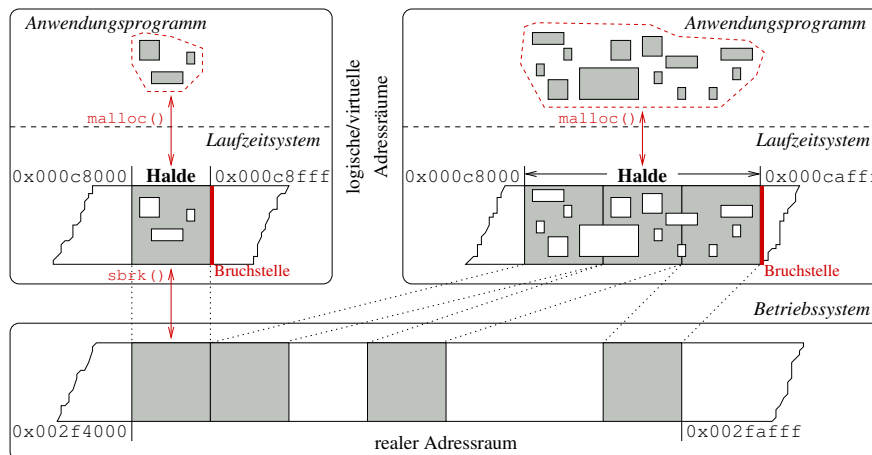 Anwendungsprogramm
malloc()
Laufzeitsystem
0x000c8000
Halde
0x000c8fff
sbrk()
Bruchstelle
logische/virtuelle
Adressräume
Anwendungsprogramm
malloc()
Laufzeitsystem
0x000c8000
Halde
0x000caff
Bruchstelle
Betriebssystem
0x002f4000
0x002fafff
realer Adressraum